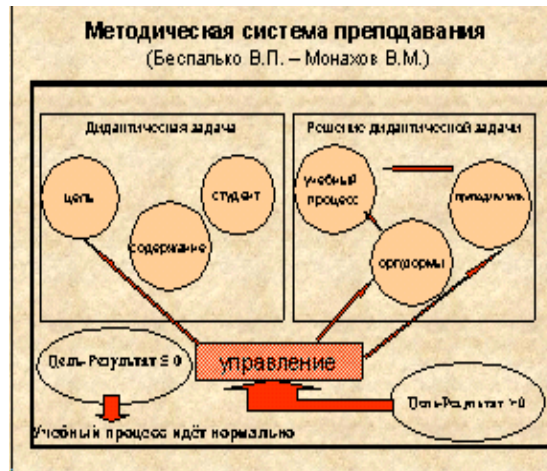 Методическая система преподавания
(Беспалько В.П. – Монахов В.М.)
Дидактическая задача
Решение дидактической задачи
цель
содержание
студент
учебный
процесс
оргформы
преподаватель
управление
Цель-Результат ≤ 0
Цель-Результат >0
Учебный процесс идёт нормально